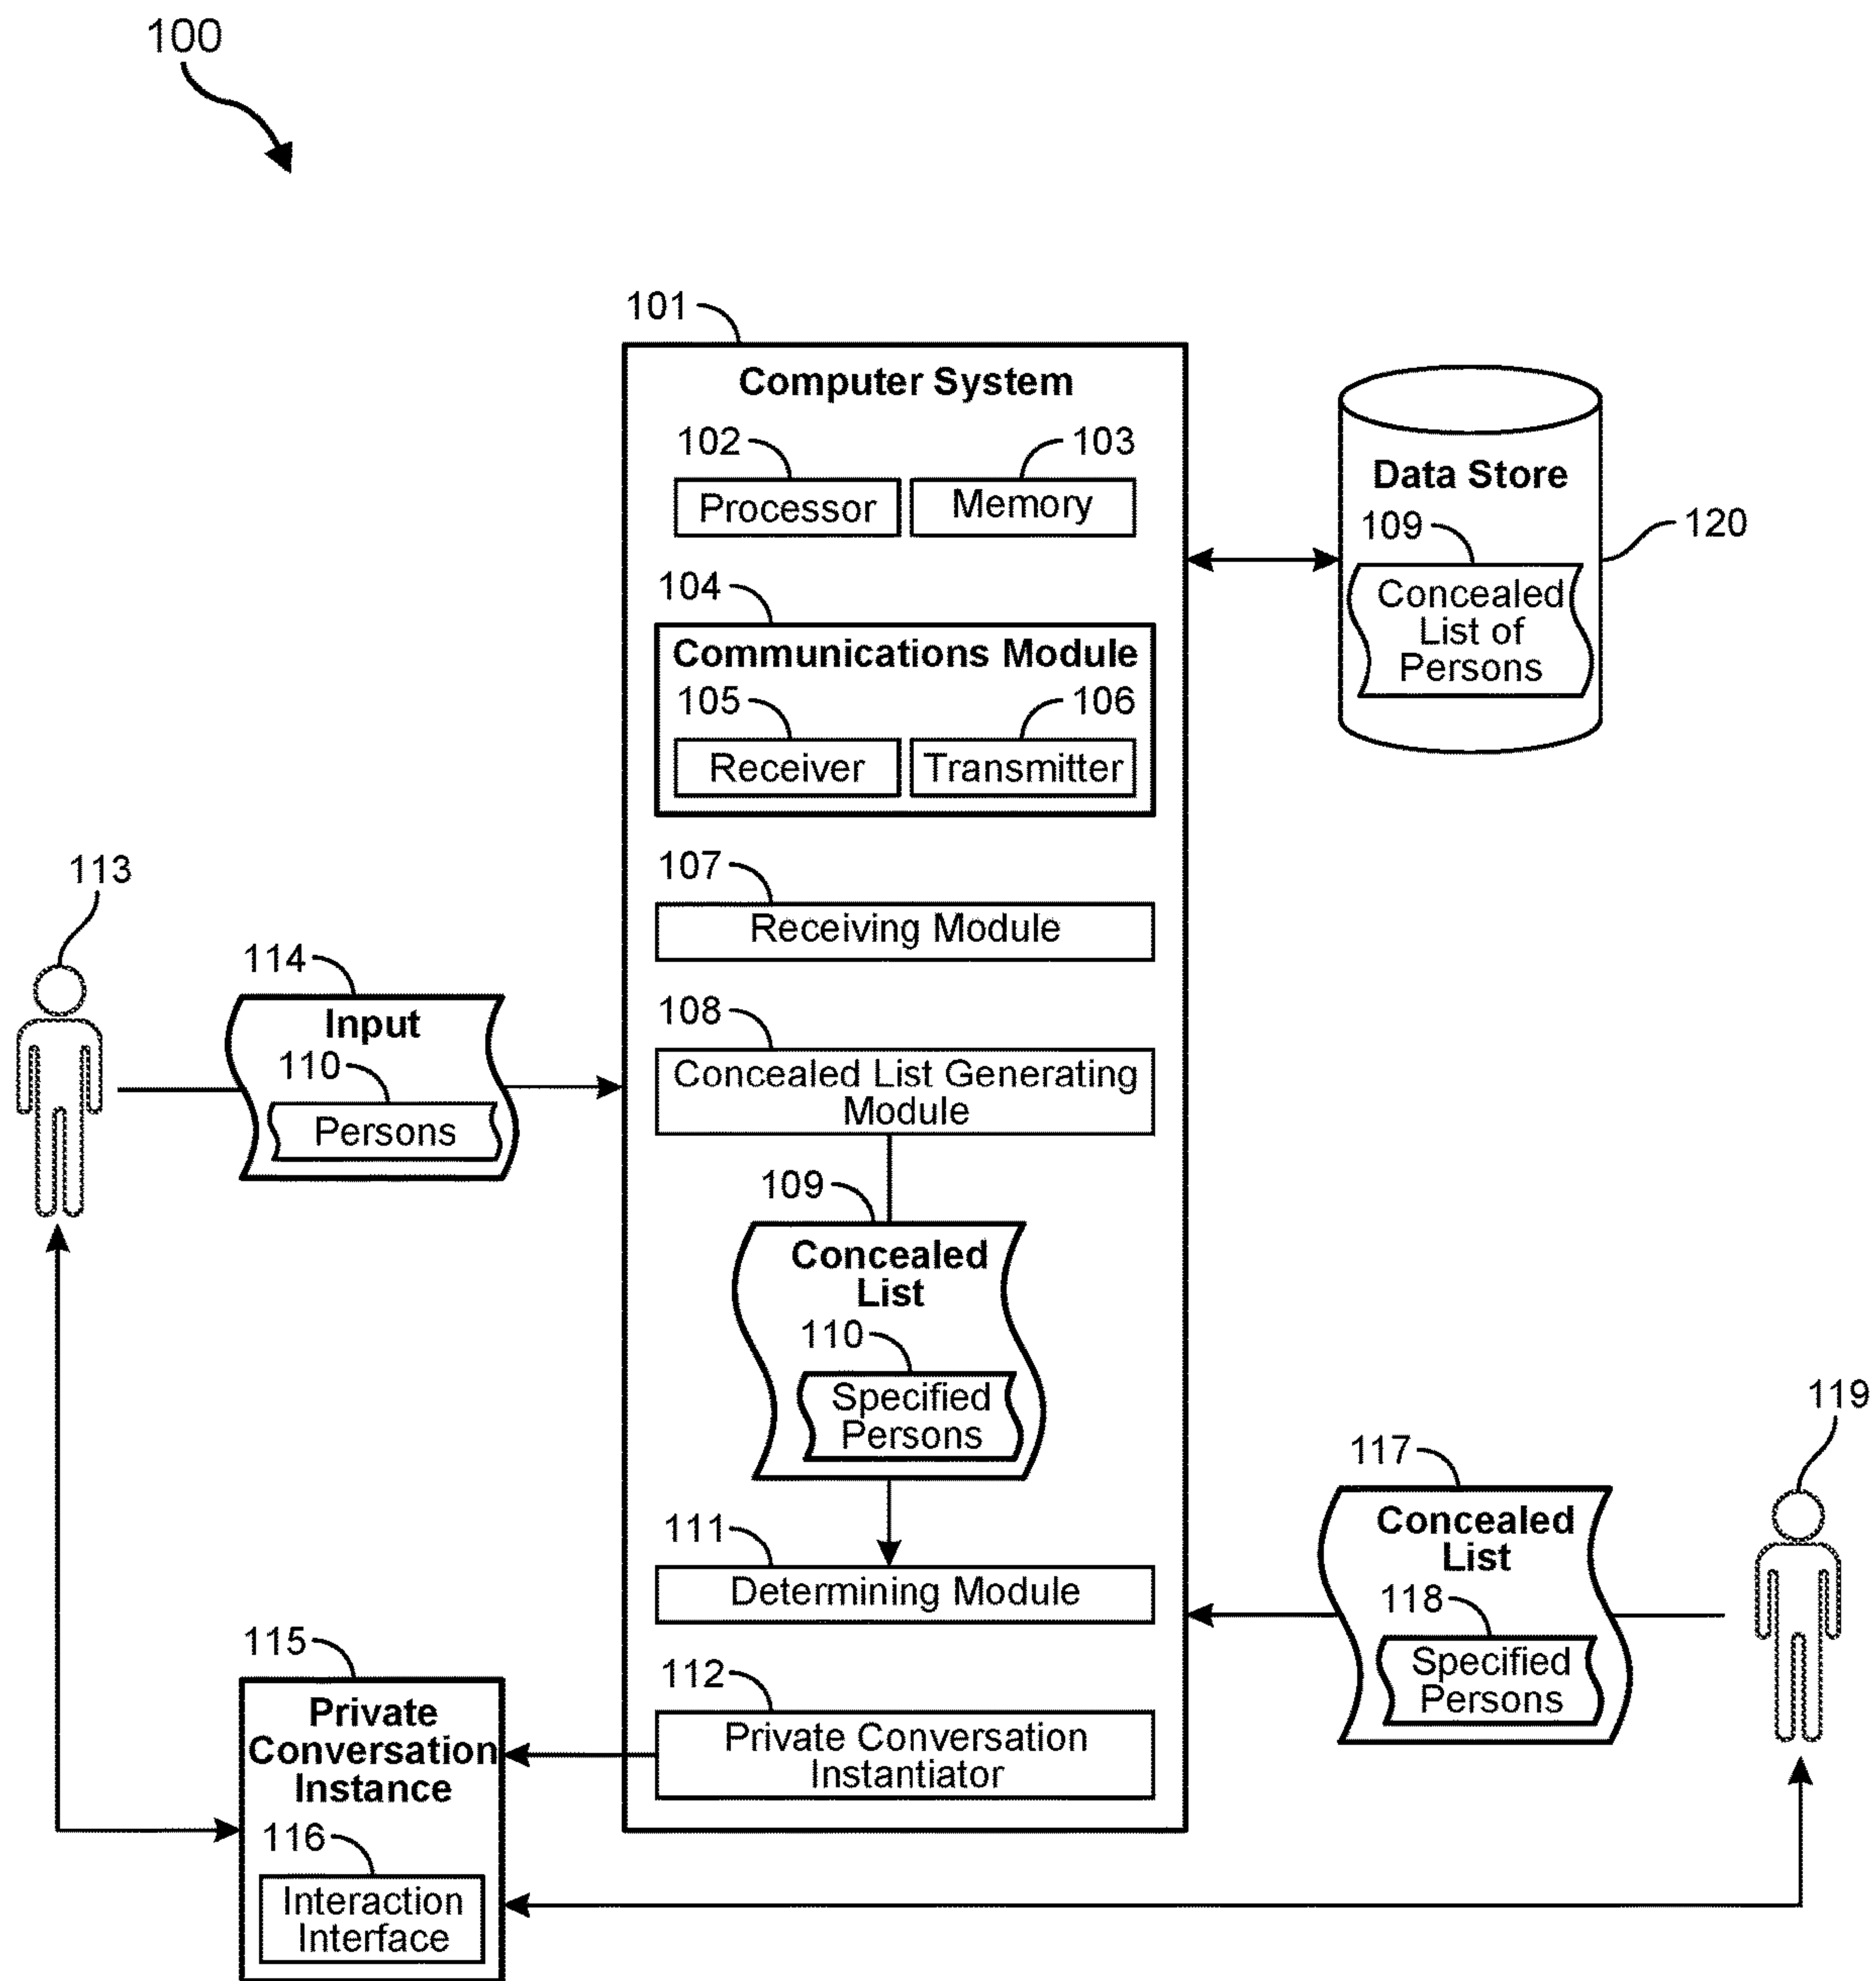 100
101
Computer System
102
103
Processor
Memory
104
Communications Module
105
106
Receiver
Transmitter
107
Receiving Module
108
Concealed List Generating
Module
109
Concealed
List
110
Specified
Persons
111
Determining Module
112
Private Conversation
Instantiator
Data Store
109
Concealed
List of
Persons
120
113
114
Input
110
Persons
115
Private
Conversation
Instance
116
Interaction
Interface
117
Concealed
List
118
Specified
Persons
119